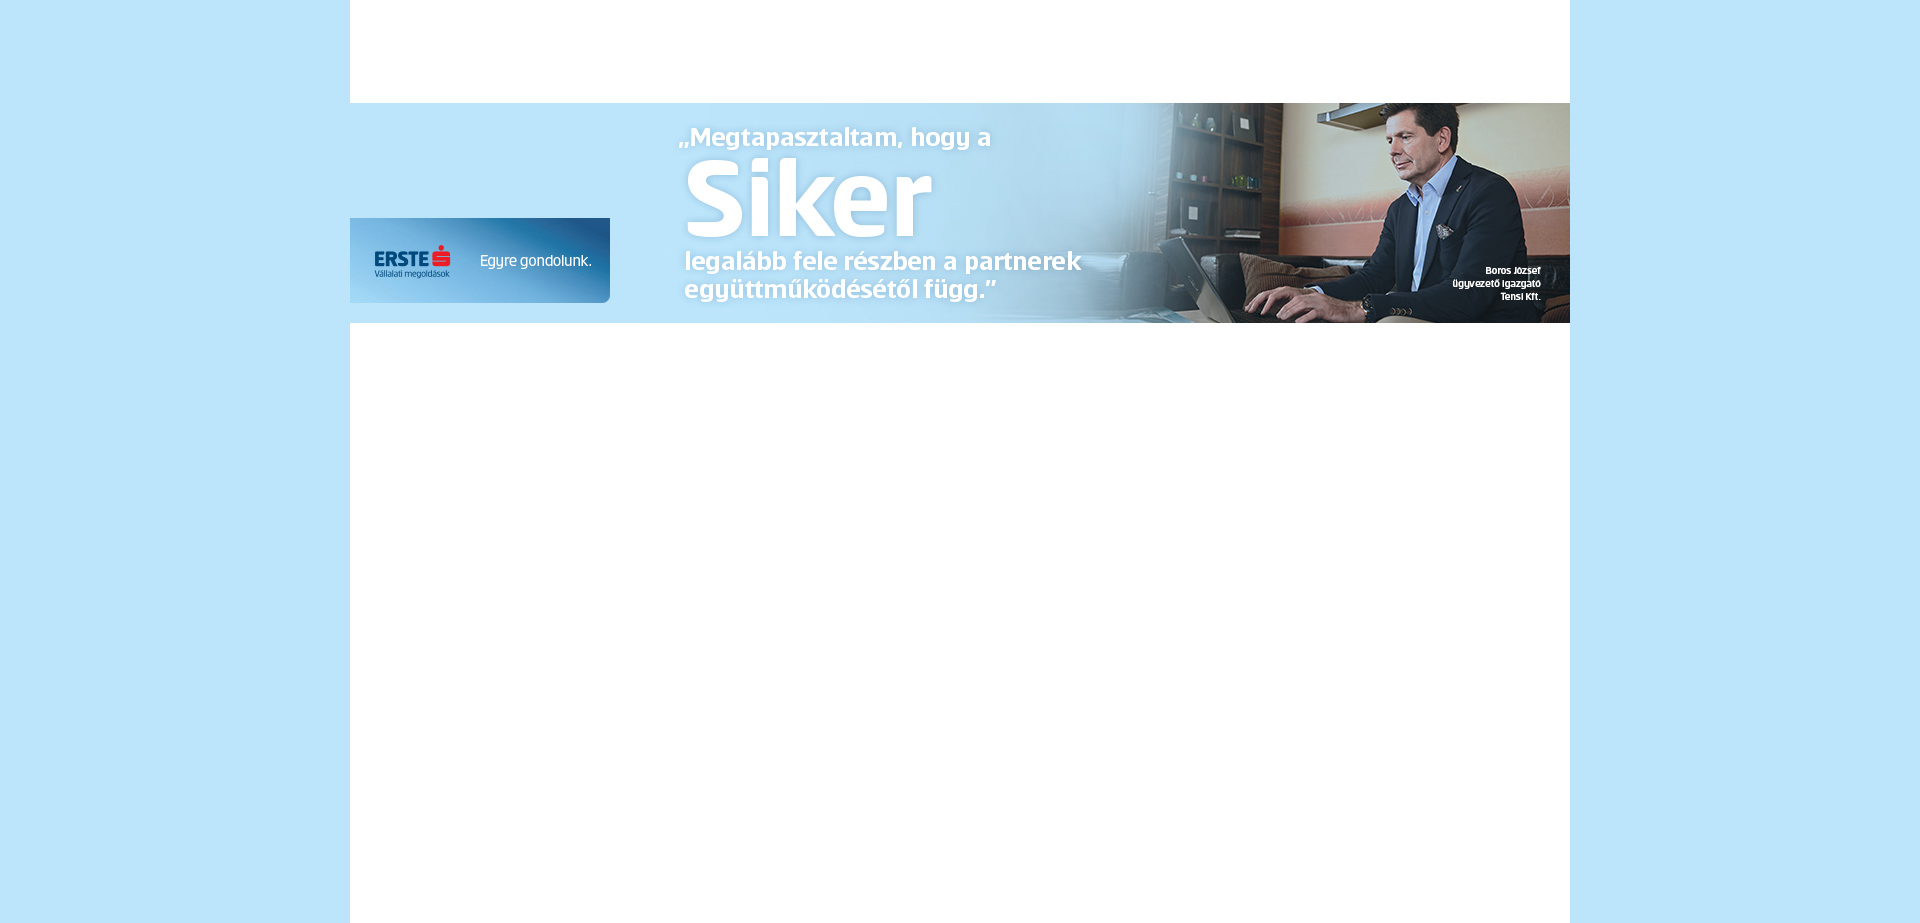 „Megtapasztaltam, hogy a
Siker
legalább fele részben a partnerek
együttműködésétől függ.”
ERSTE
Vállalati megoldások
Egyre gondolunk.
Boros József
ügyvezető igazgató
Tensi Kft.